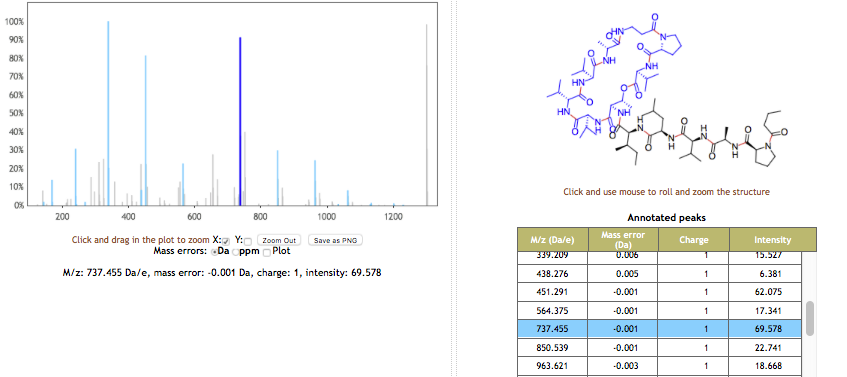 100%
90%
80%
70%
60%
50%
40%
30%
20%
10%
0%
200 400 600 800 1000 1200
Click and drag in the plot to zoom X: Y: Zoom Out Save as PNG
Mass errors: Da ppm Plot
M/z: 737.455 Da/e, mass error: -0.001 Da, charge: 1, intensity: 69.578
Click and use mouse to roll and zoom the structure
Annotated peaks
M/z (Da/e) Mass error (Da) Charge Intensity
339.209 0.006 1 15.527
438.276 0.005 1 6.381
451.291 -0.001 1 62.075
564.375 -0.001 1 17.341
737.455 -0.001 1 69.578
850.539 -0.001 1 22.741
963.621 -0.003 1 18.668